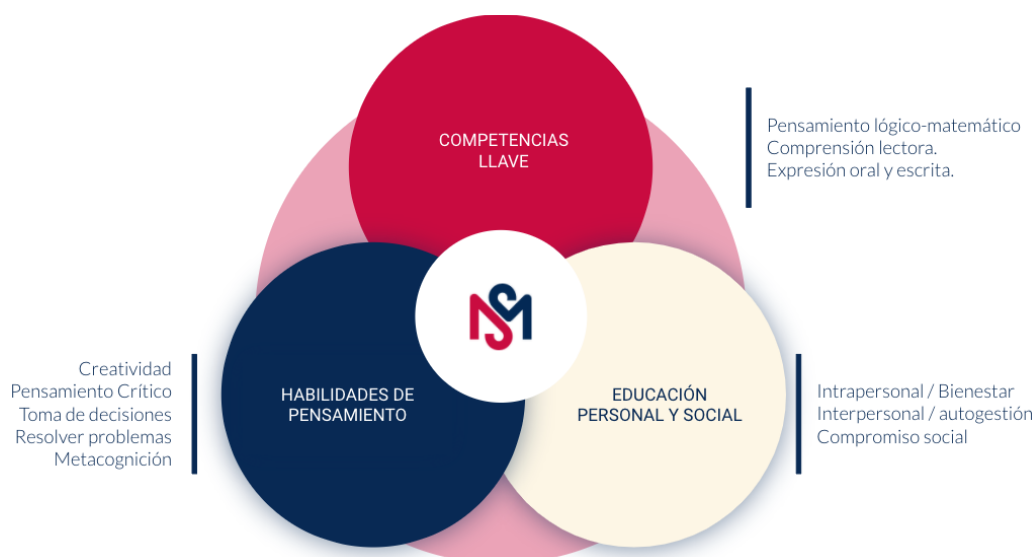 COMPETENCIAS
LLAVE
Pensamiento lógico-matemático
Comprensión lectora.
Expresión oral y escrita.
Creatividad
Pensamiento Crítico
Toma de decisiones
Resolver problemas
Metacognición
HABILIDADES DE
PENSAMIENTO
EDUCACIÓN
PERSONAL Y SOCIAL
Intrapersonal / Bienestar
Interpersonal / autogestión
Compromiso social